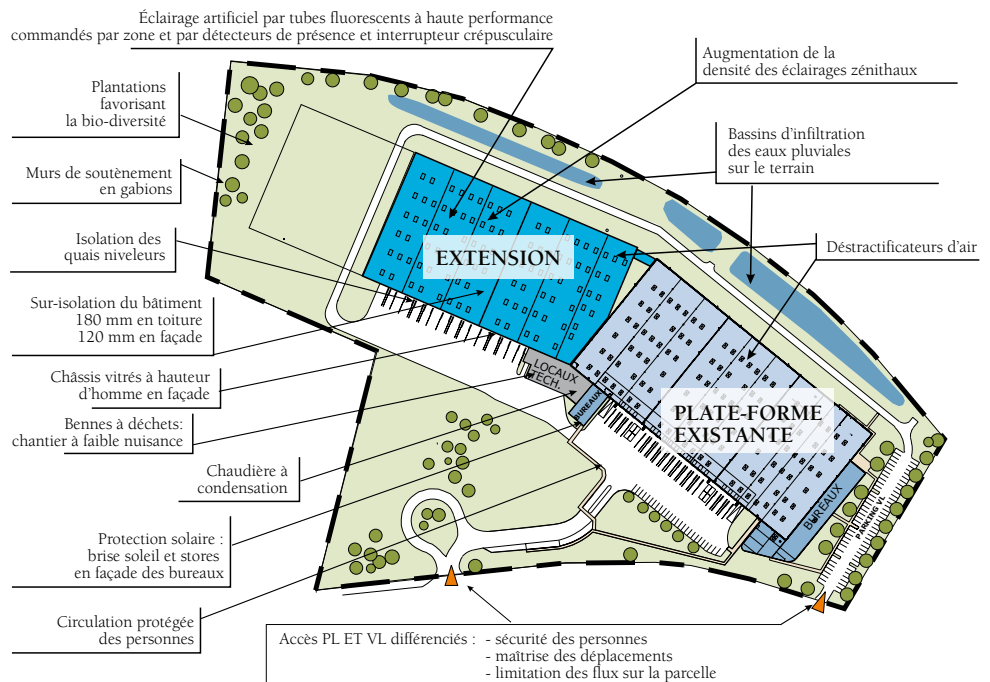 Éclairage artificiel par tubes fluorescents à haute performance
commandés par zone et par détecteurs de présence et interrupteur crépusculaire
Augmentation de la
densité des éclairages zénithaux
Plantations
favorisant
la bio-diversité
Bassins d'infiltration
des eaux pluviales
sur le terrain
Murs de soutènement
en gabions
Isolation des
quais niveleurs
EXTENSION
Déstractificateurs d'air
Sur-isolation du bâtiment
180 mm en toiture
120 mm en façade
LOCAUX
TECH.
Châssis vitrés à hauteur
d'homme en façade
BUREAUX
PLATE-FORME
EXISTANTE
Bennes à déchets:
chantier à faible nuisance
Chaudière à
condensation
BUREAUX
PARKING VL
Protection solaire :
brise soleil et stores
en façade des bureaux
Circulation protégée
des personnes
Accès PL ET VL différenciés : - sécurité des personnes
- maîtrise des déplacements
- limitation des flux sur la parcelle